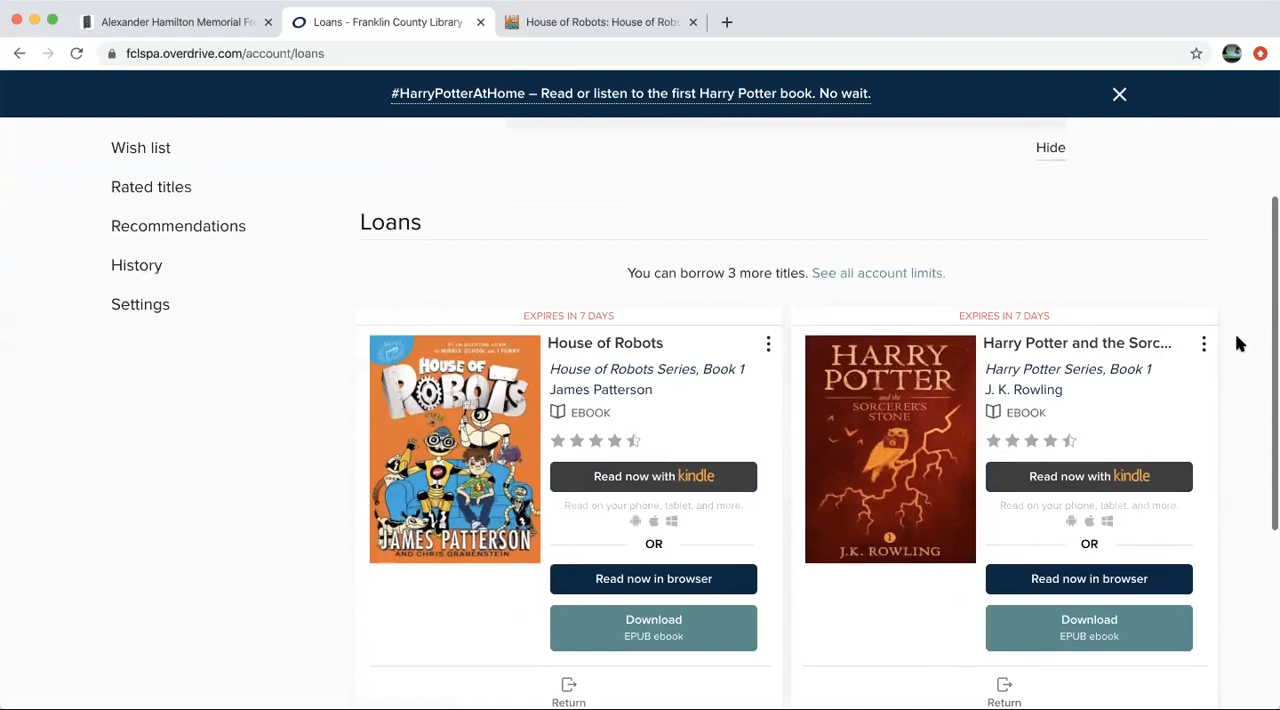 Alexander Hamilton Memorial Fr
Loans - Franklin County Library
House of Robots: House of Rob
fclspa.overdrive.com/account/loans
#HarryPotterAtHome – Read or listen to the first Harry Potter book. No wait.
Wish list
Rated titles
Recommendations
History
Settings
Hide
Loans
You can borrow 3 more titles. See all account limits.
EXPIRES IN 7 DAYS
HOUSE OF
ROBOTS
JAMES PATTERSON
AND CHRIS GRABENSTEIN
House of Robots
House of Robots Series, Book 1
James Patterson
EBOOK
Read now with kindle
Read on your phone, tablet, and more.
OR
Read now in browser
Download
EPUB ebook
Return
EXPIRES IN 7 DAYS
HARRY
POTTER
and the
SORCERER'S
STONE
1
J.K. ROWLING
Harry Potter and the Sorc...
Harry Potter Series, Book 1
J. K. Rowling
EBOOK
Read now with kindle
Read on your phone, tablet, and more.
OR
Read now in browser
Download
EPUB ebook
Return